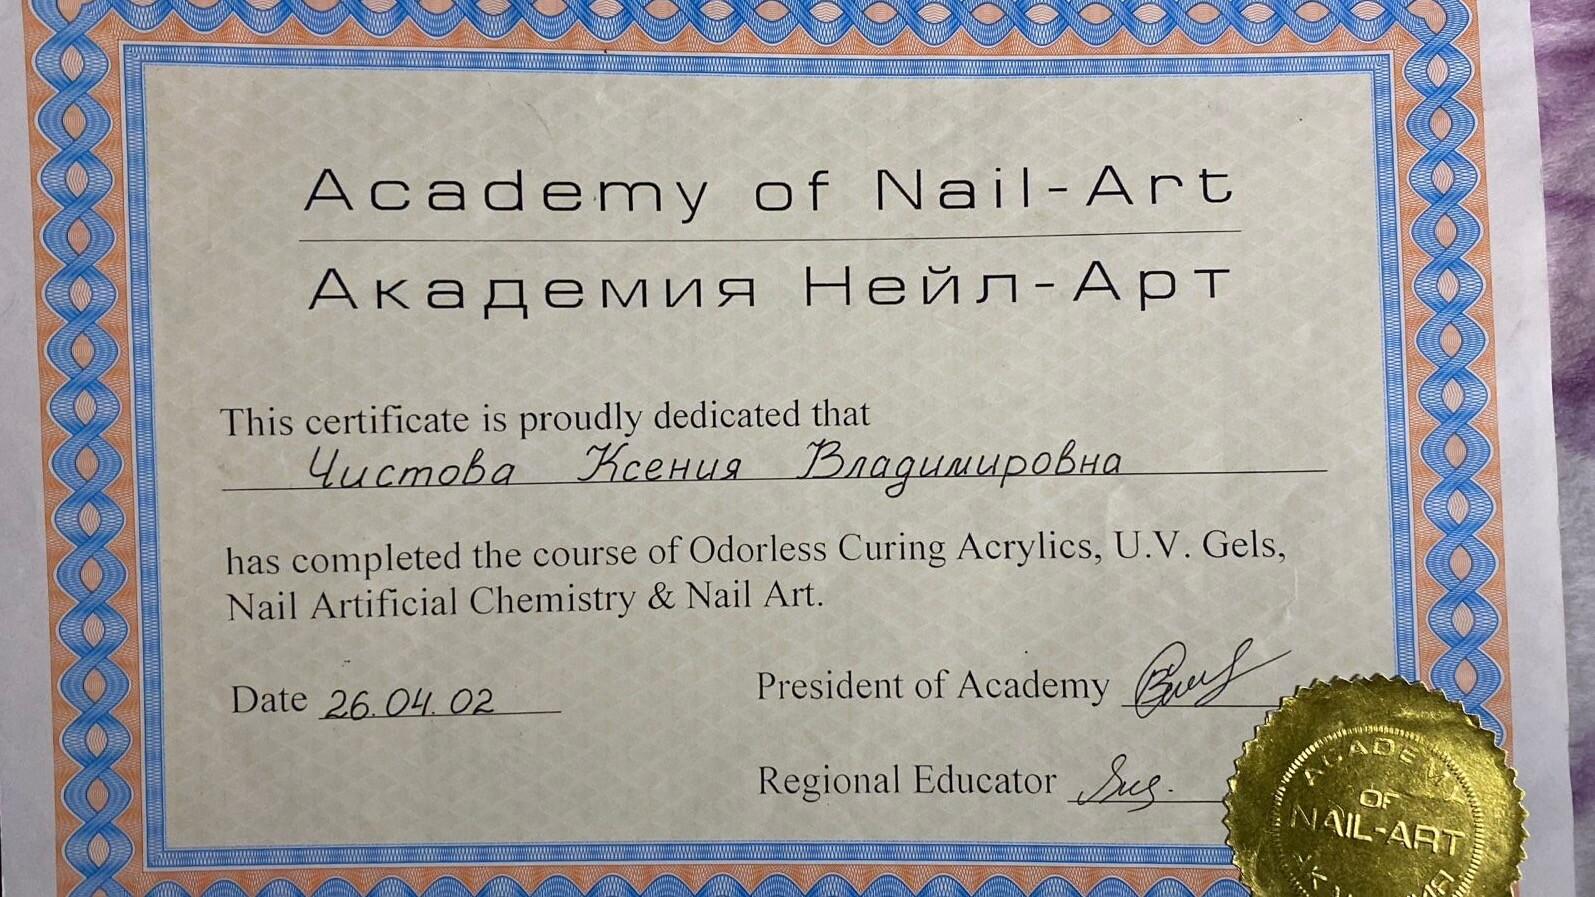 Academy of Nail-Art
Академия Нейл-Арт
This certificate is proudly dedicated that
Чистова Ксения Владимировна
has completed the course of Odorless Curing Acrylics, U.V. Gels,
Nail Artificial Chemistry & Nail Art.
Date 26.04.02
President of Academy
Regional Educator
ACADEMY
OF
NAIL-ART